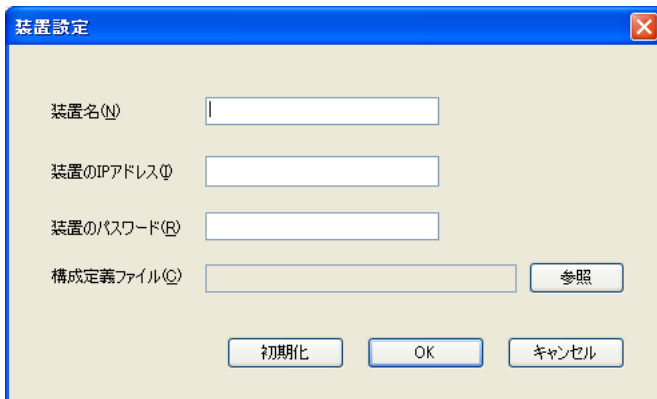 装置設定
装置名(N)
装置のIPアドレス(I)
装置のパスワード(R)
構成定義ファイル(C)
参照
初期化
OK
キャンセル